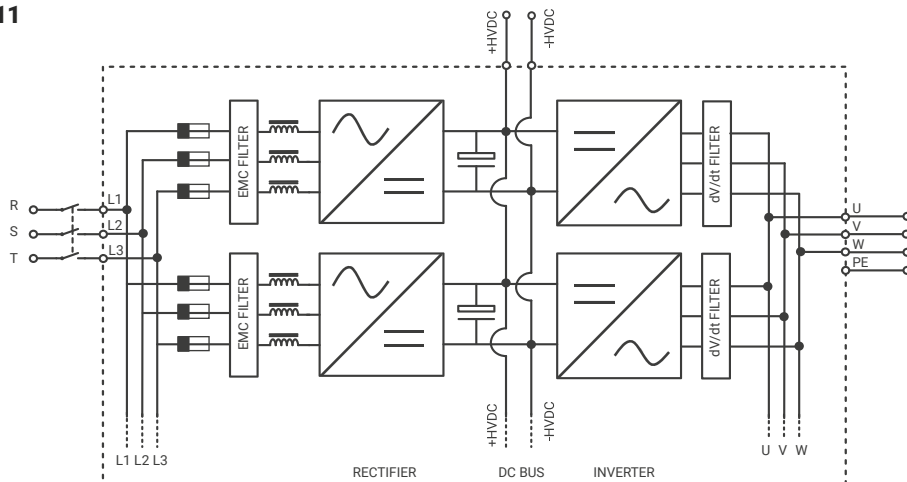 11
+HVDC
-HVDC
EMC FILTER
dV/dt FILTER
R
L1
S
L2
T
L3
U
V
W
PE
EMC FILTER
dV/dt FILTER
+HVDC
-HVDC
L1 L2 L3
U V W
RECTIFIER DC BUS INVERTER